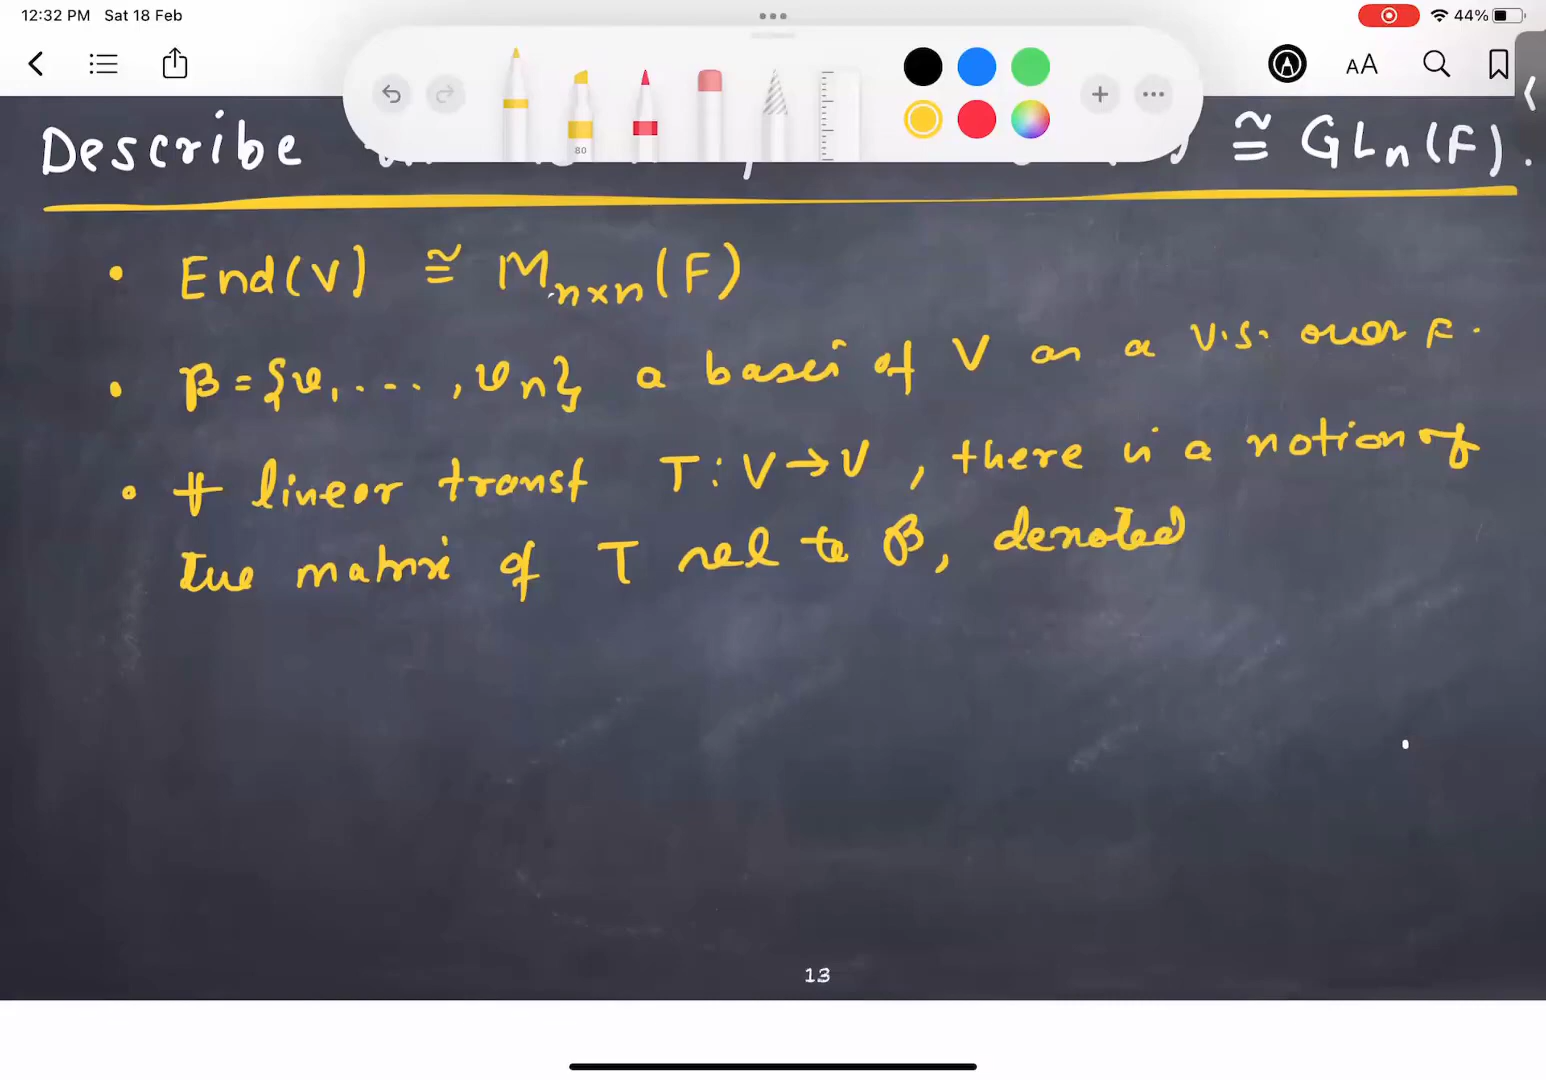 12:32 PM Sat 18 Feb
44%
AA
80
Describe ≅ GLn(F).
• End(V) ≅ Mn×n(F)
• β = {v1, ..., vn} a basis of V as a v.s. over F.
• ∀ linear transf T : V → V, there is a notion of
the matrix of T rel to β, denoted
13